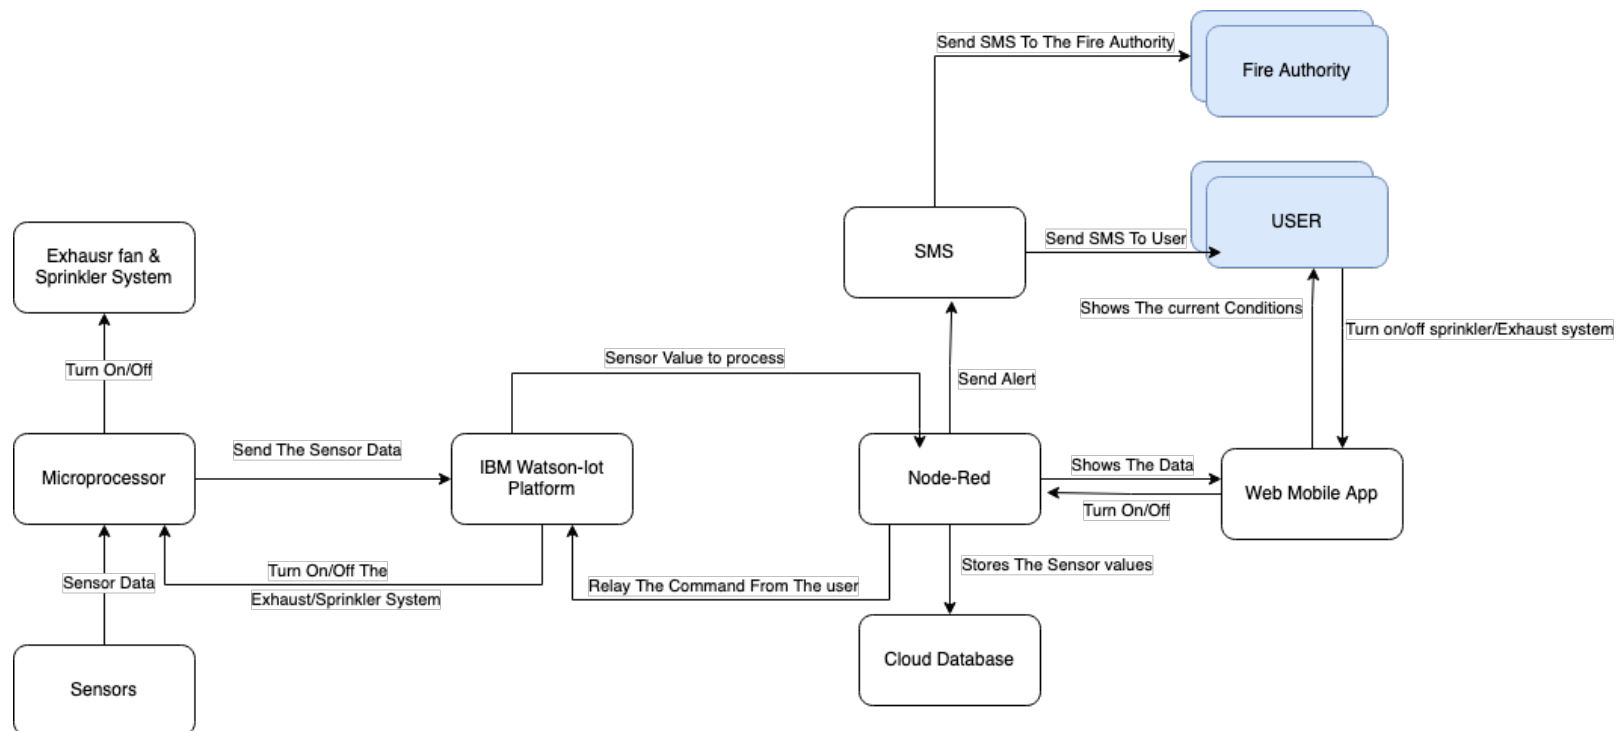 Send SMS To The Fire Authority
Fire Authority
USER
SMS
Send SMS To User
Exhausr fan &
Sprinkler System
Shows The current Conditions
Turn on/off sprinkler/Exhaust system
Sensor Value to process
Turn On/Off
Send Alert
Send The Sensor Data
Microprocessor
IBM Watson-Iot
Platform
Node-Red
Shows The Data
Web Mobile App
Turn On/Off
Stores The Sensor values
Sensor Data
Turn On/Off The
Exhaust/Sprinkler System
Relay The Command From The user
Cloud Database
Sensors